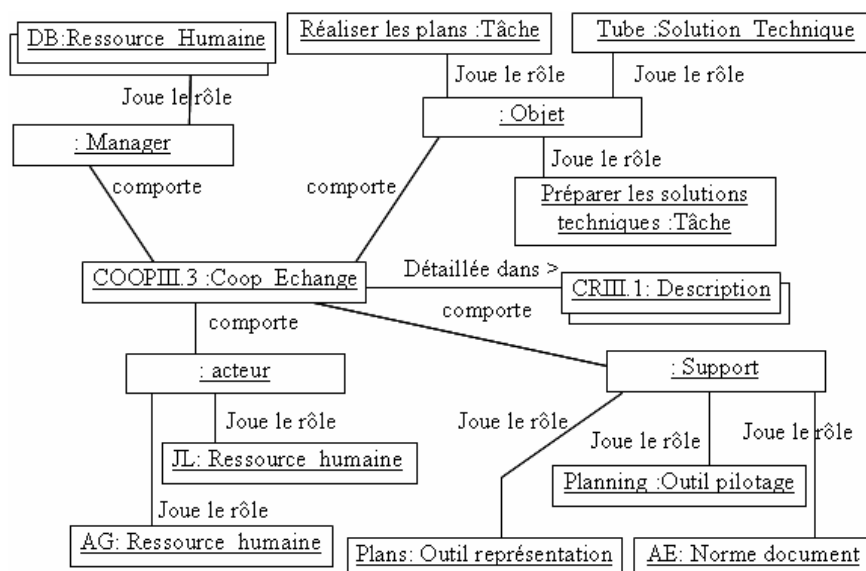 DB:Ressource Humaine
Réaliser les plans :Tâche
Tube :Solution Technique
Joue le rôle
Joue le rôle
Joue le rôle
: Manager
: Objet
Joue le rôle
comporte
comporte
Préparer les solutions
techniques :Tâche
COOPIII.3 :Coop Echange
Détaillée dans >
CRIII.1: Description
comporte
comporte
: acteur
: Support
Joue le rôle
Joue le rôle
Joue le rôle
Joue le rôle
JL: Ressource humaine
Planning :Outil pilotage
Joue le rôle
AG: Ressource humaine
Plans: Outil représentation
AE: Norme document